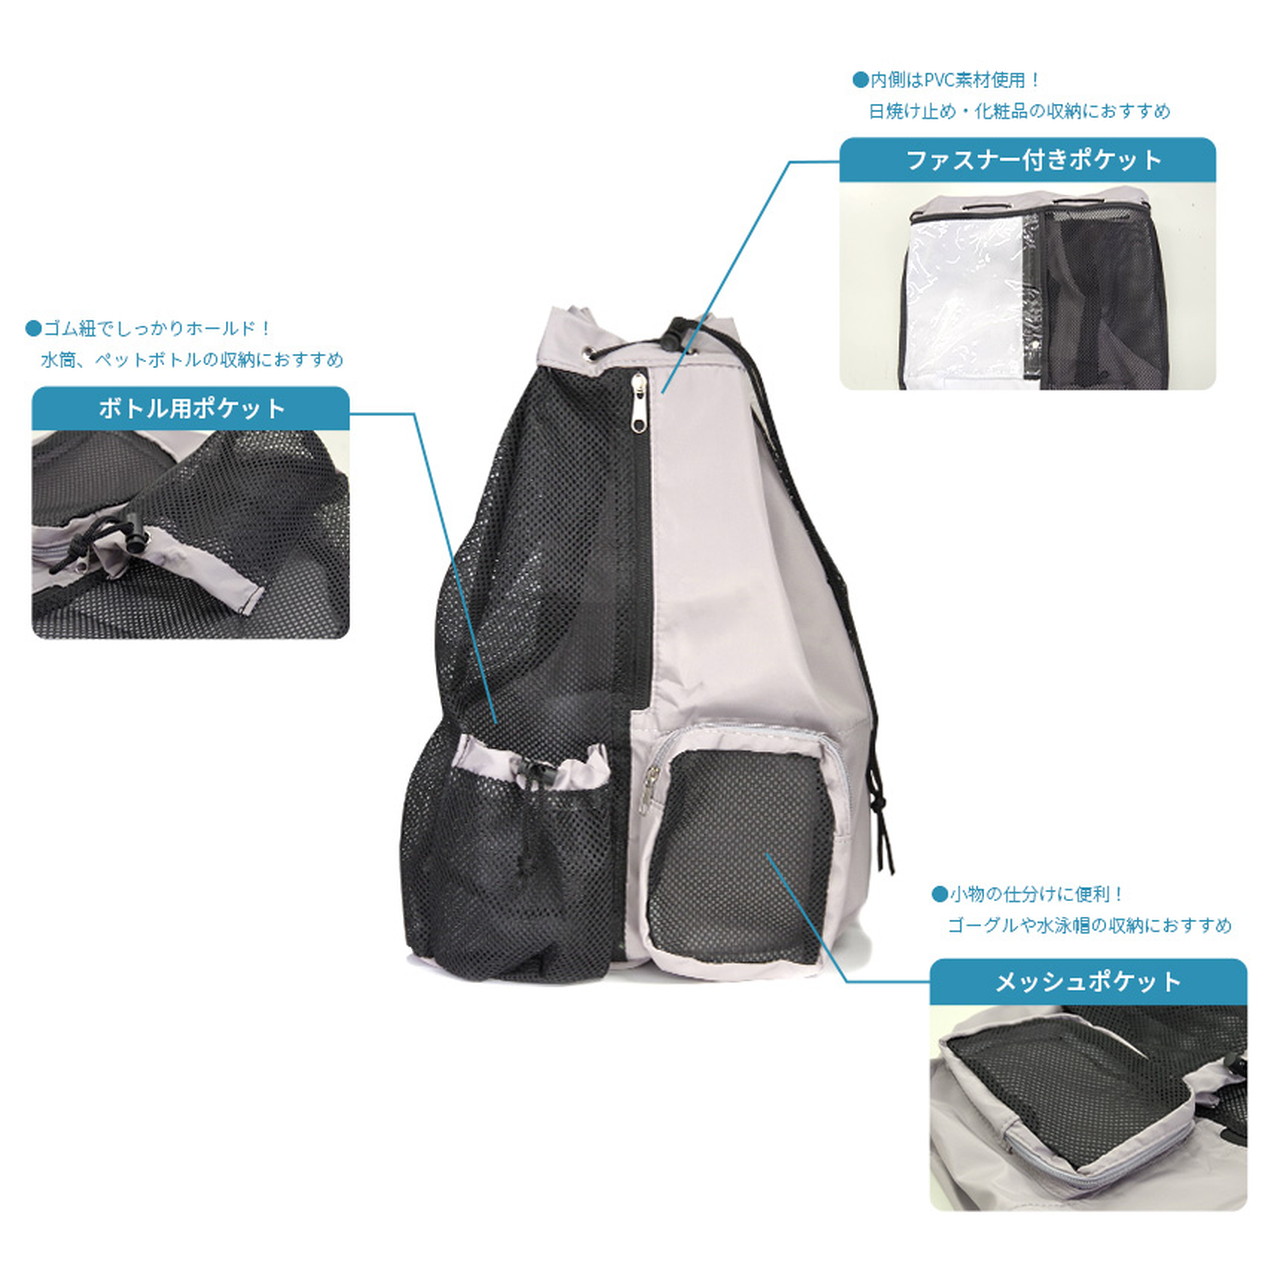 ●内側はPVC素材使用！
日焼け止め・化粧品の収納におすすめ
ファスナー付きポケット
●ゴム紐でしっかりホールド！
水筒、ペットボトルの収納におすすめ
ボトル用ポケット
●小物の仕分けに便利！
ゴーグルや水泳帽の収納におすすめ
メッシュポケット